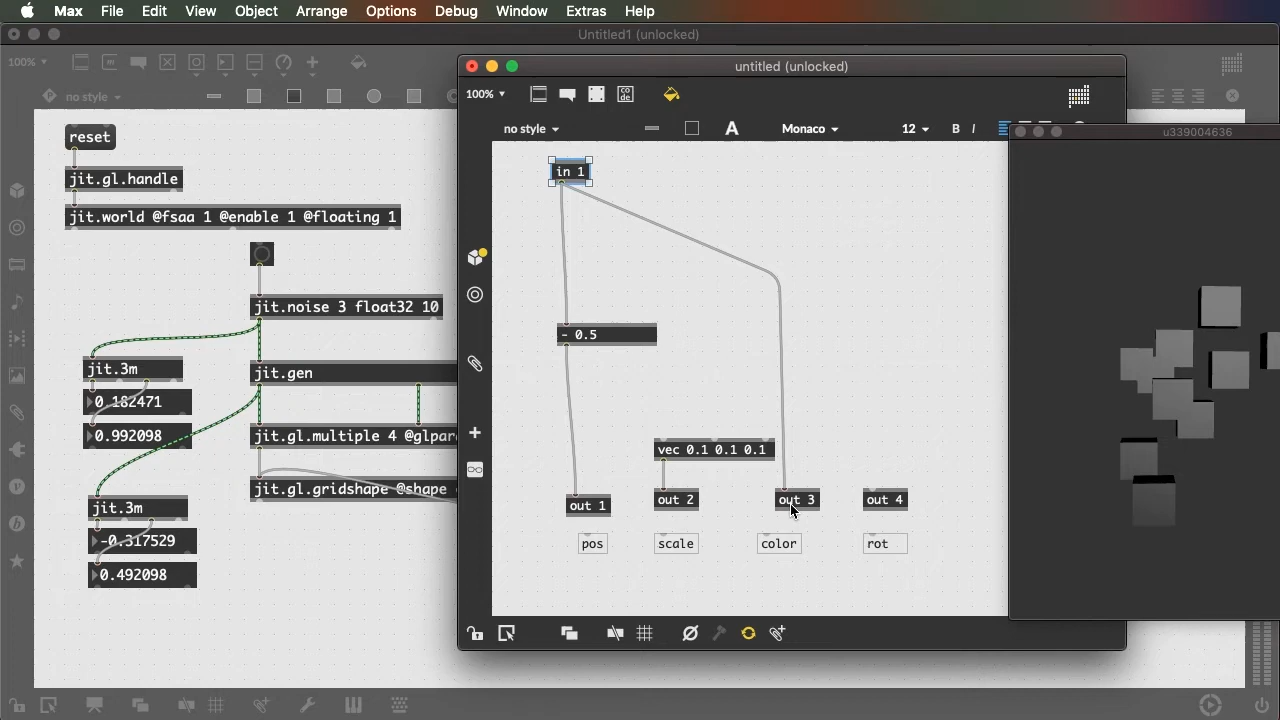 Max File Edit View Object Arrange Options Debug Window Extras Help
Untitled1 (unlocked)
100%
no style
reset
jit.gl.handle
jit.world @fsaa 1 @enable 1 @floating 1
jit.noise 3 float32 10
jit.3m
0.182471
0.992098
jit.gen
jit.gl.multiple 4 @glpara
jit.gl.gridshape @shape
jit.3m
-0.317529
0.492098
untitled (unlocked)
100%
co
de
no style
A
Monaco
12
B I
in 1
- 0.5
vec 0.1 0.1 0.1
out 1
out 2
out 3
out 4
pos
scale
color
rot
u339004636